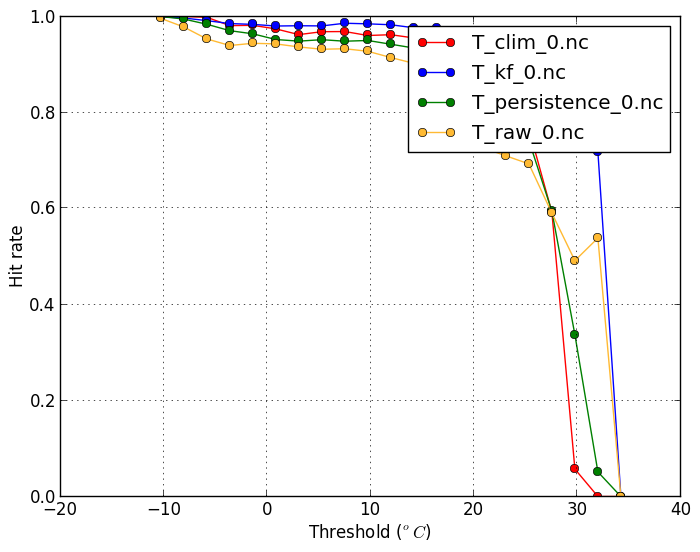 1.0
0.8
0.6
0.4
0.2
0.0
Hit rate
T_clim_0.nc
T_kf_0.nc
T_persistence_0.nc
T_raw_0.nc
−20 −10 0 10 20 30 40
Threshold (° C)